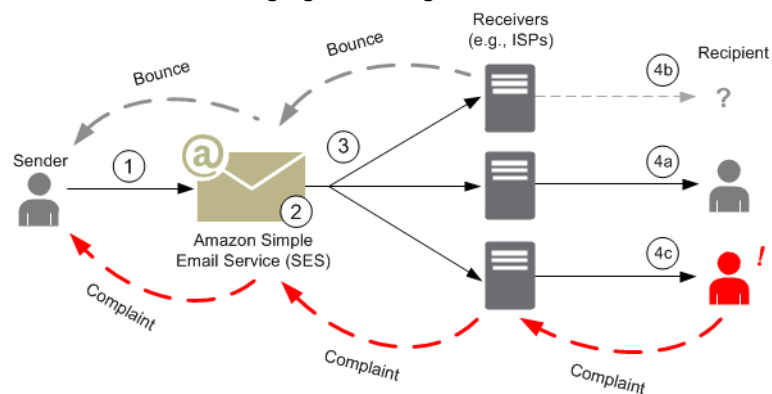 Receivers
(e.g., ISPs)
Bounce
Bounce
4b
Recipient
?
Sender
1
@
3
4a
2
Amazon Simple
Email Service (SES)
4c
!
Complaint
Complaint
Complaint